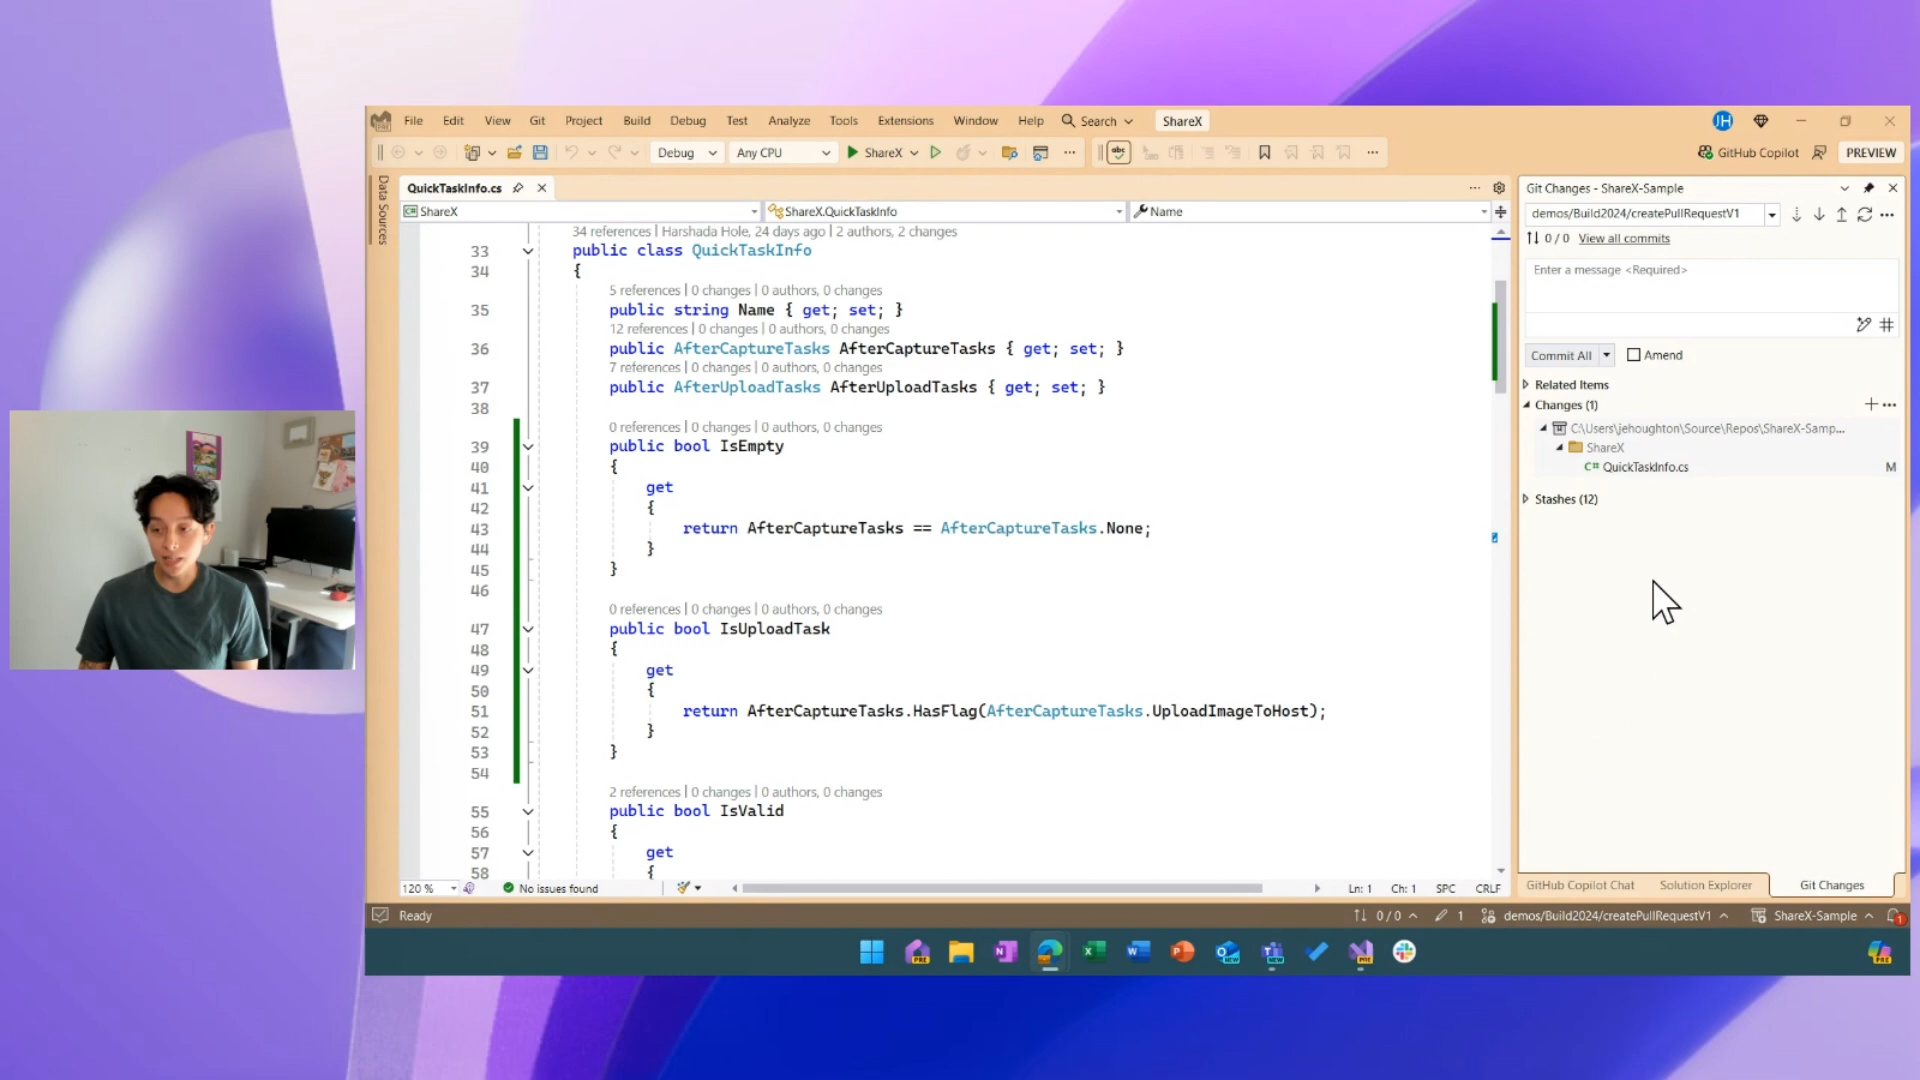 File Edit View Git Project Build Debug Test Analyze Tools Extensions Window Help Search ShareX JH
Debug Any CPU ShareX abc GitHub Copilot PREVIEW
Data Sources
QuickTaskInfo.cs
ShareX ShareX.QuickTaskInfo Name
34 references | Harshada Hole, 24 days ago | 2 authors, 2 changes
33 public class QuickTaskInfo
34 {
5 references | 0 changes | 0 authors, 0 changes
35 public string Name { get; set; }
12 references | 0 changes | 0 authors, 0 changes
36 public AfterCaptureTasks AfterCaptureTasks { get; set; }
7 references | 0 changes | 0 authors, 0 changes
37 public AfterUploadTasks AfterUploadTasks { get; set; }
38
0 references | 0 changes | 0 authors, 0 changes
39 public bool IsEmpty
40 {
41 get
42 {
43 return AfterCaptureTasks == AfterCaptureTasks.None;
44 }
45 }
46
0 references | 0 changes | 0 authors, 0 changes
47 public bool IsUploadTask
48 {
49 get
50 {
51 return AfterCaptureTasks.HasFlag(AfterCaptureTasks.UploadImageToHost);
52 }
53 }
54
2 references | 0 changes | 0 authors, 0 changes
55 public bool IsValid
56 {
57 get
58 {
120 % No issues found Ln: 1 Ch: 1 SPC CRLF
Git Changes - ShareX-Sample
demos/Build2024/createPullRequestV1
0 / 0 View all commits
Enter a message <Required>
Commit All Amend
Related Items
Changes (1)
C:\Users\jehoughton\Source\Repos\ShareX-Samp...
ShareX
C# QuickTaskInfo.cs M
Stashes (12)
GitHub Copilot Chat Solution Explorer Git Changes
Ready 0 / 0 1 demos/Build2024/createPullRequestV1 ShareX-Sample 1